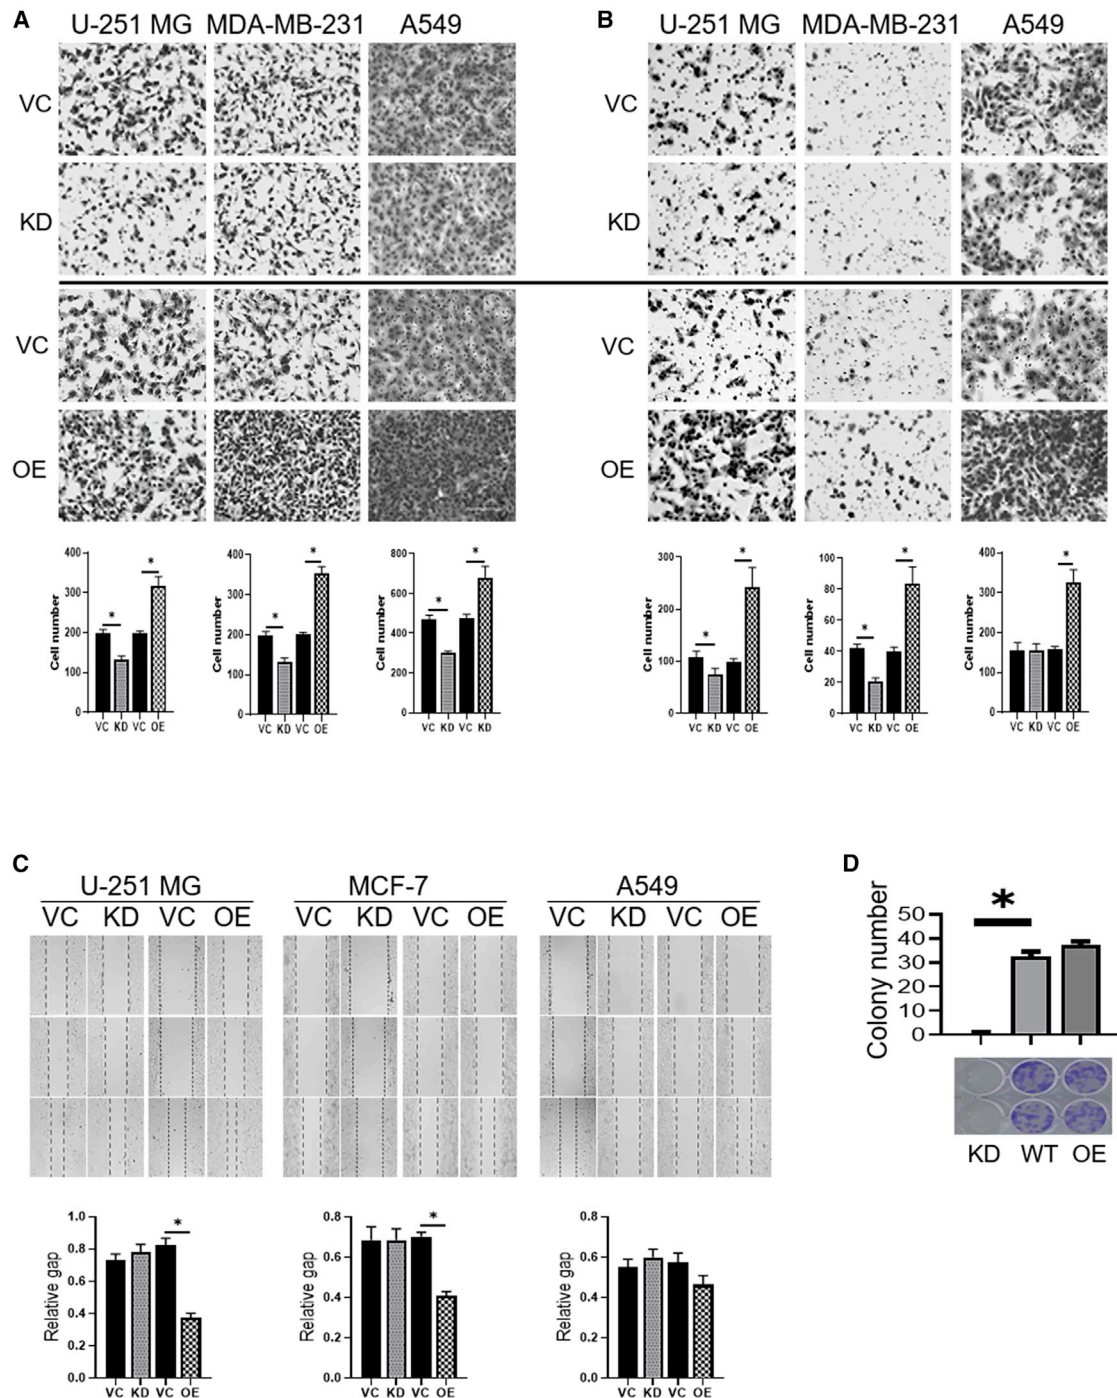 A
U-251 MG MDA-MB-231 A549
VC
KD
VC
OE
400
300
200
100
0
Cell number
*
*
VC KD VC OE
400
300
200
100
0
Cell number
*
*
VC KD VC OE
800
600
400
200
0
Cell number
*
*
VC KD VC KD
B
U-251 MG MDA-MB-231 A549
VC
KD
VC
OE
300
200
100
0
Cell number
*
*
VC KD VC OE
100
80
60
40
20
0
Cell number
*
*
VC KD VC OE
400
300
200
100
0
Cell number
*
VC KD VC OE
C
U-251 MG MCF-7 A549
VC KD VC OE VC KD VC OE VC KD VC OE
1.0
0.8
0.6
0.4
0.2
0.0
Relative gap
*
VC KD VC OE
0.8
0.6
0.4
0.2
0.0
Relative gap
*
VC KD VC OE
0.8
0.6
0.4
0.2
0.0
Relative gap
VC KD VC OE
D
50
40
30
20
10
0
Colony number
*
KD WT OE